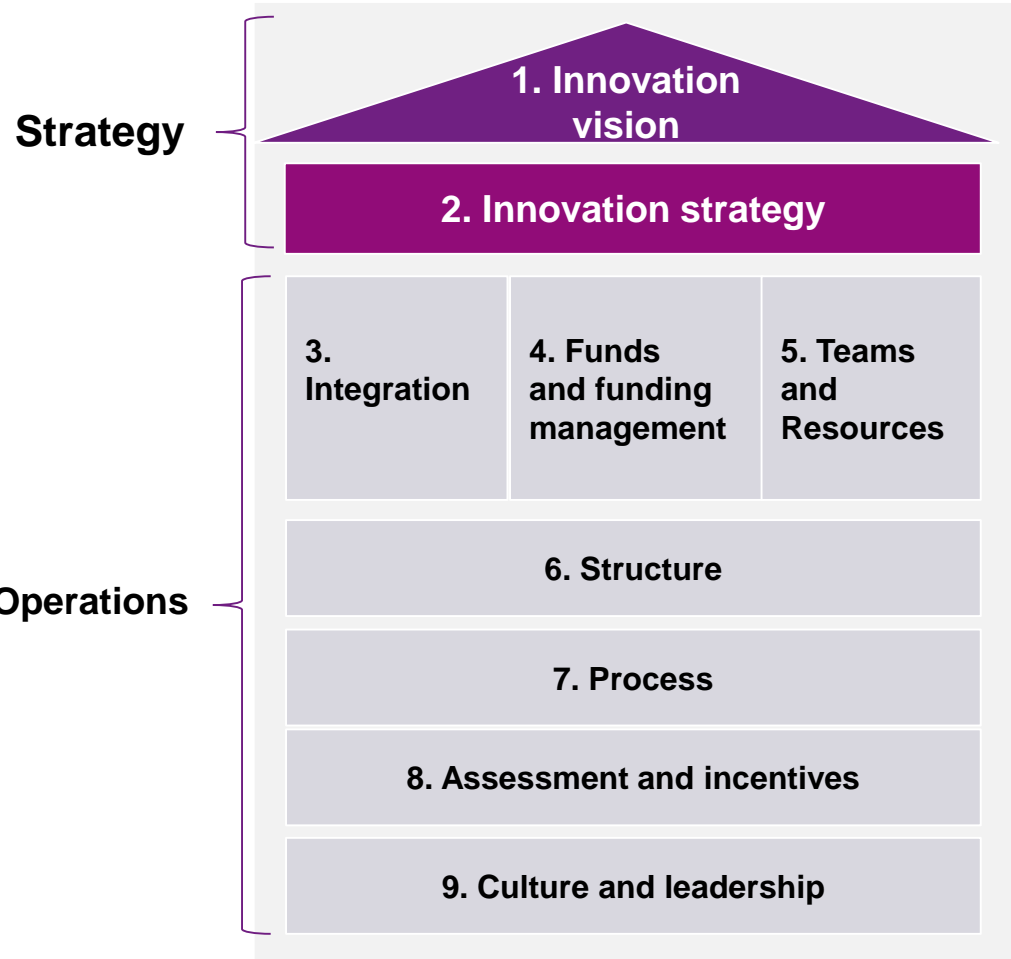 1. Innovation
vision
Strategy
2. Innovation strategy
3.
Integration
4. Funds
and funding
management
5. Teams
and
Resources
6. Structure
Operations
7. Process
8. Assessment and incentives
9. Culture and leadership